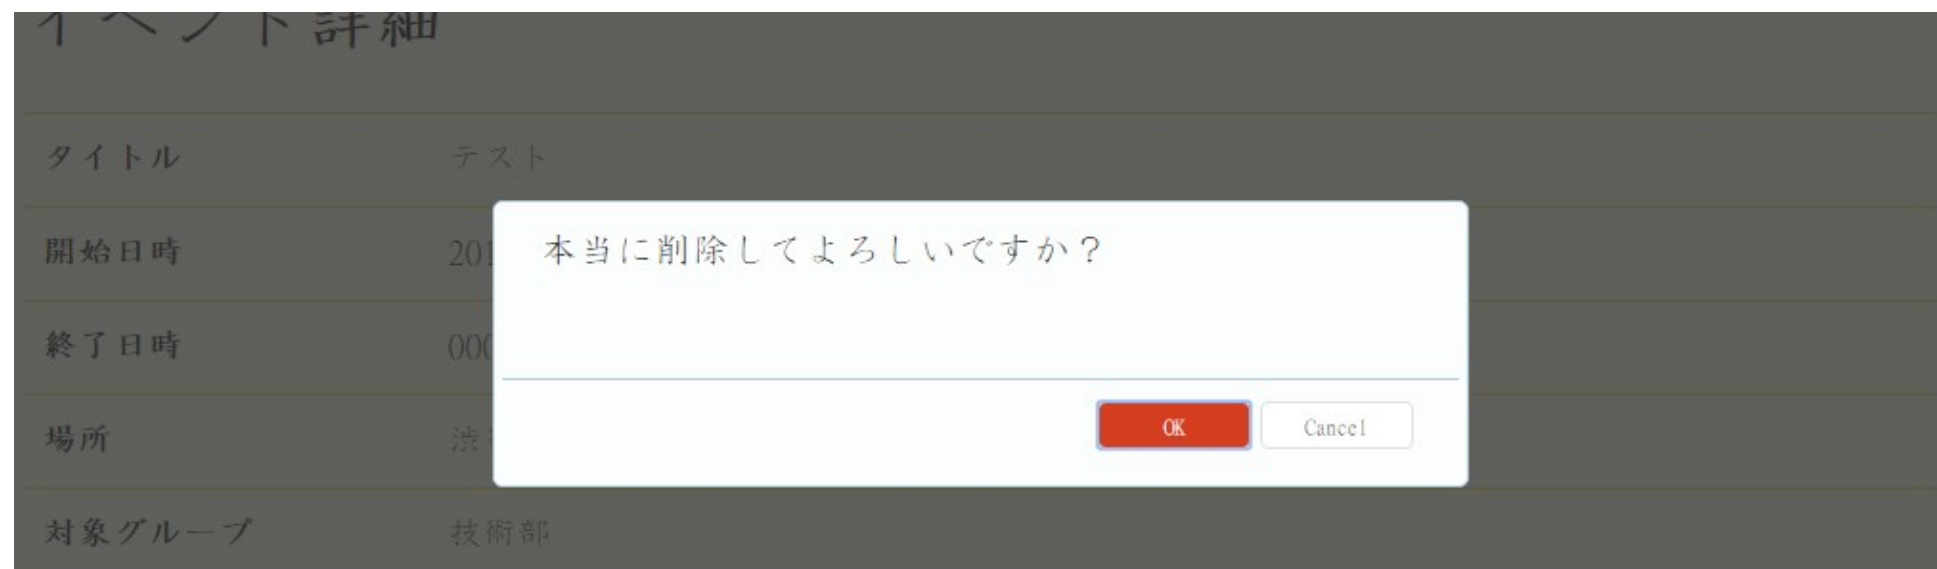 イベント詳細
タイトル テスト
開始日時 201
本当に削除してよろしいですか？
終了日時 000
OK Cancel
場所 渋
対象グループ 技術部